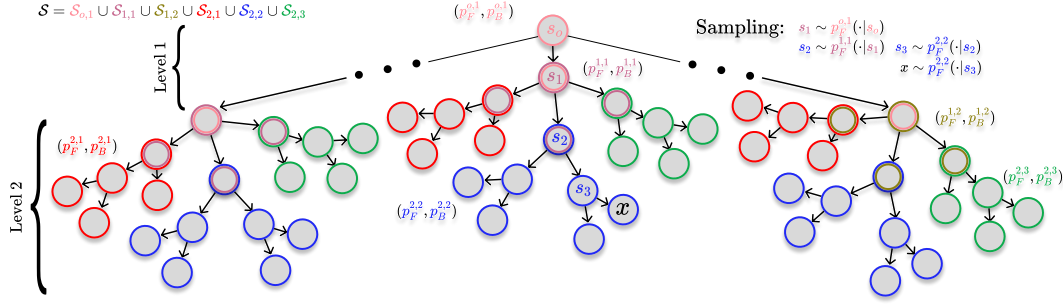 𝒮 = 𝒮_{o,1} ∪ 𝒮_{1,1} ∪ 𝒮_{1,2} ∪ 𝒮_{2,1} ∪ 𝒮_{2,2} ∪ 𝒮_{2,3}
(p_F^{o,1}, p_B^{o,1})
s_o
Sampling: s_1 ∼ p_F^{o,1}(·|s_o)
s_2 ∼ p_F^{1,1}(·|s_1) s_3 ∼ p_F^{2,2}(·|s_2)
x ∼ p_F^{2,2}(·|s_3)
Level 1
s_1
(p_F^{1,1}, p_B^{1,1})
(p_F^{1,2}, p_B^{1,2})
Level 2
(p_F^{2,1}, p_B^{2,1})
s_2
(p_F^{2,3}, p_B^{2,3})
s_3
(p_F^{2,2}, p_B^{2,2})
x